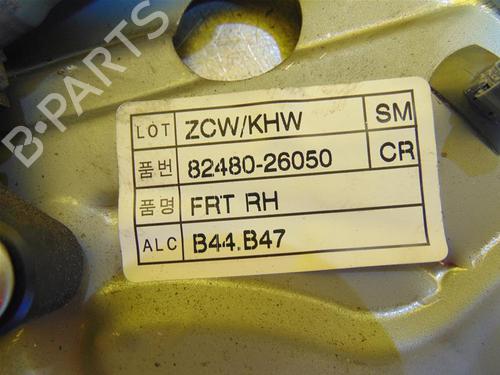 B-PARTS
LOT ZCW/KHW SM
품번 82480-26050 CR
품명 FRT RH
ALC B44.B47